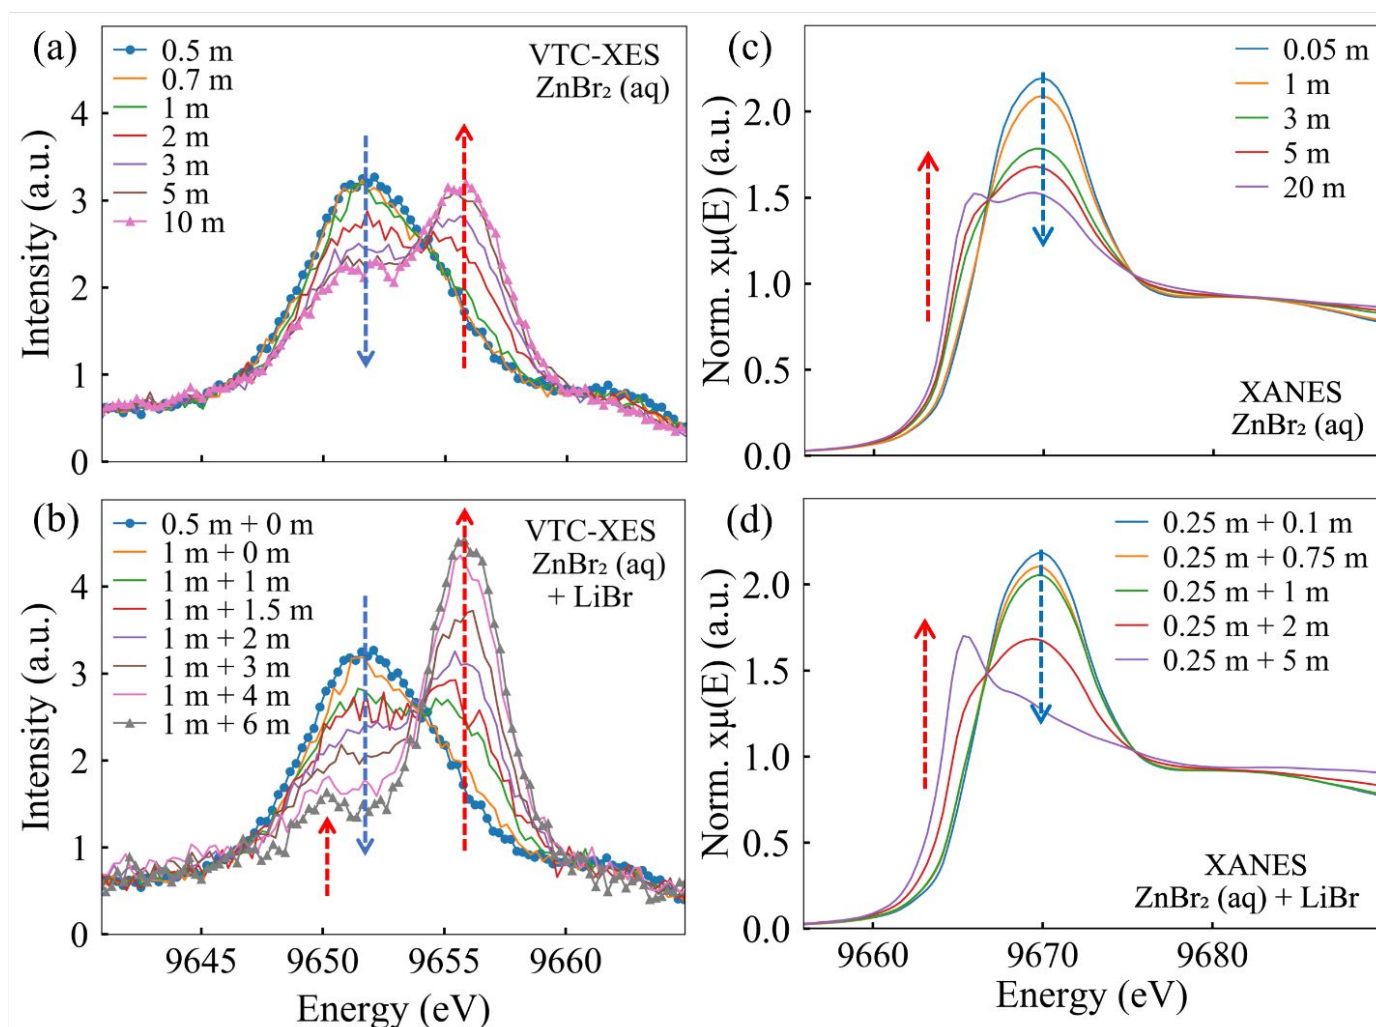 (a)
0.5 m
0.7 m
1 m
2 m
3 m
5 m
10 m
VTC-XES
ZnBr₂ (aq)
Intensity (a.u.)
4
3
2
1
0
(b)
0.5 m + 0 m
1 m + 0 m
1 m + 1 m
1 m + 1.5 m
1 m + 2 m
1 m + 3 m
1 m + 4 m
1 m + 6 m
VTC-XES
ZnBr₂ (aq)
+ LiBr
Intensity (a.u.)
4
3
2
1
0
9645
9650
9655
9660
Energy (eV)
(c)
0.05 m
1 m
3 m
5 m
20 m
XANES
ZnBr₂ (aq)
Norm. xμ(E) (a.u.)
2.0
1.5
1.0
0.5
0.0
(d)
0.25 m + 0.1 m
0.25 m + 0.75 m
0.25 m + 1 m
0.25 m + 2 m
0.25 m + 5 m
XANES
ZnBr₂ (aq) + LiBr
Norm. xμ(E) (a.u.)
2.0
1.5
1.0
0.5
0.0
9660
9670
9680
Energy (eV)